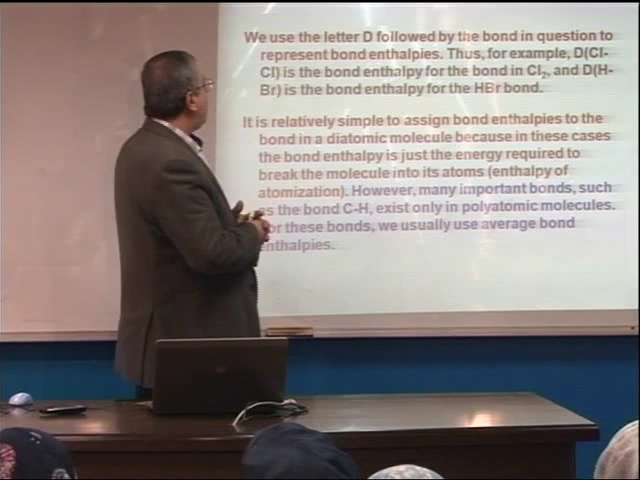 We use the letter D followed by the bond in question to
represent bond enthalpies. Thus, for example, D(Cl-
Cl) is the bond enthalpy for the bond in Cl₂, and D(H-
Br) is the bond enthalpy for the HBr bond.
It is relatively simple to assign bond enthalpies to the
bond in a diatomic molecule because in these cases
the bond enthalpy is just the energy required to
break the molecule into its atoms (enthalpy of
atomization). However, many important bonds, such
as the bond C-H, exist only in polyatomic molecules.
For these bonds, we usually use average bond
enthalpies.